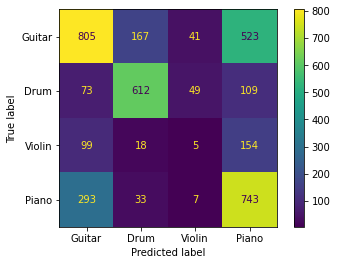 Guitar 805 167 41 523
Drum 73 612 49 109
Violin 99 18 5 154
Piano 293 33 7 743
Guitar Drum Violin Piano
Predicted label
True label
800
700
600
500
400
300
200
100